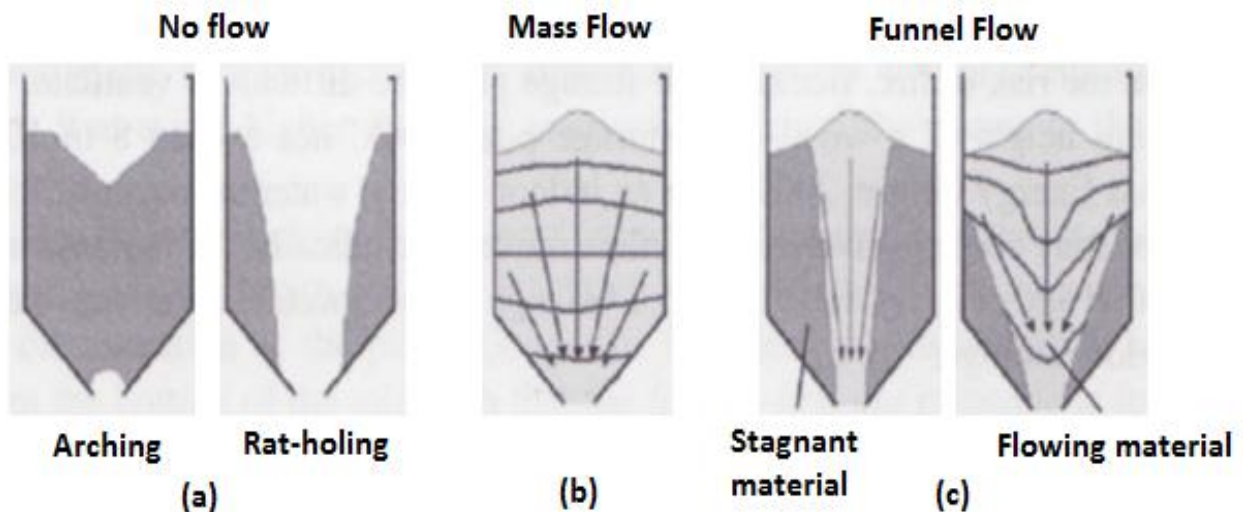 No flow
Mass Flow
Funnel Flow
Arching
Rat-holing
Stagnant
material
Flowing material
(a)
(b)
(c)